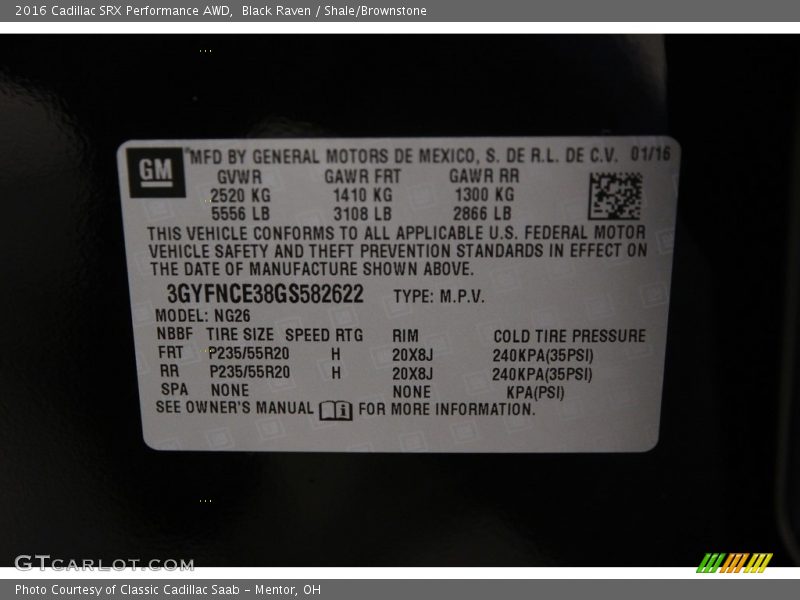 2016 Cadillac SRX Performance AWD,  Black Raven / Shale/Brownstone
GM ®MFD BY GENERAL MOTORS DE MEXICO, S. DE R.L. DE C.V. 01/16
GVWR GAWR FRT GAWR RR
2520 KG 1410 KG 1300 KG
5556 LB 3108 LB 2866 LB
THIS VEHICLE CONFORMS TO ALL APPLICABLE U.S. FEDERAL MOTOR
VEHICLE SAFETY AND THEFT PREVENTION STANDARDS IN EFFECT ON
THE DATE OF MANUFACTURE SHOWN ABOVE.
3GYFNCE38GS582622 TYPE: M.P.V.
MODEL: NG26
NBBF TIRE SIZE SPEED RTG RIM COLD TIRE PRESSURE
FRT P235/55R20 H 20X8J 240KPA(35PSI)
RR P235/55R20 H 20X8J 240KPA(35PSI)
SPA NONE NONE KPA(PSI)
SEE OWNER'S MANUAL FOR MORE INFORMATION.
GTCARLOT.COM
Photo Courtesy of Classic Cadillac Saab - Mentor, OH